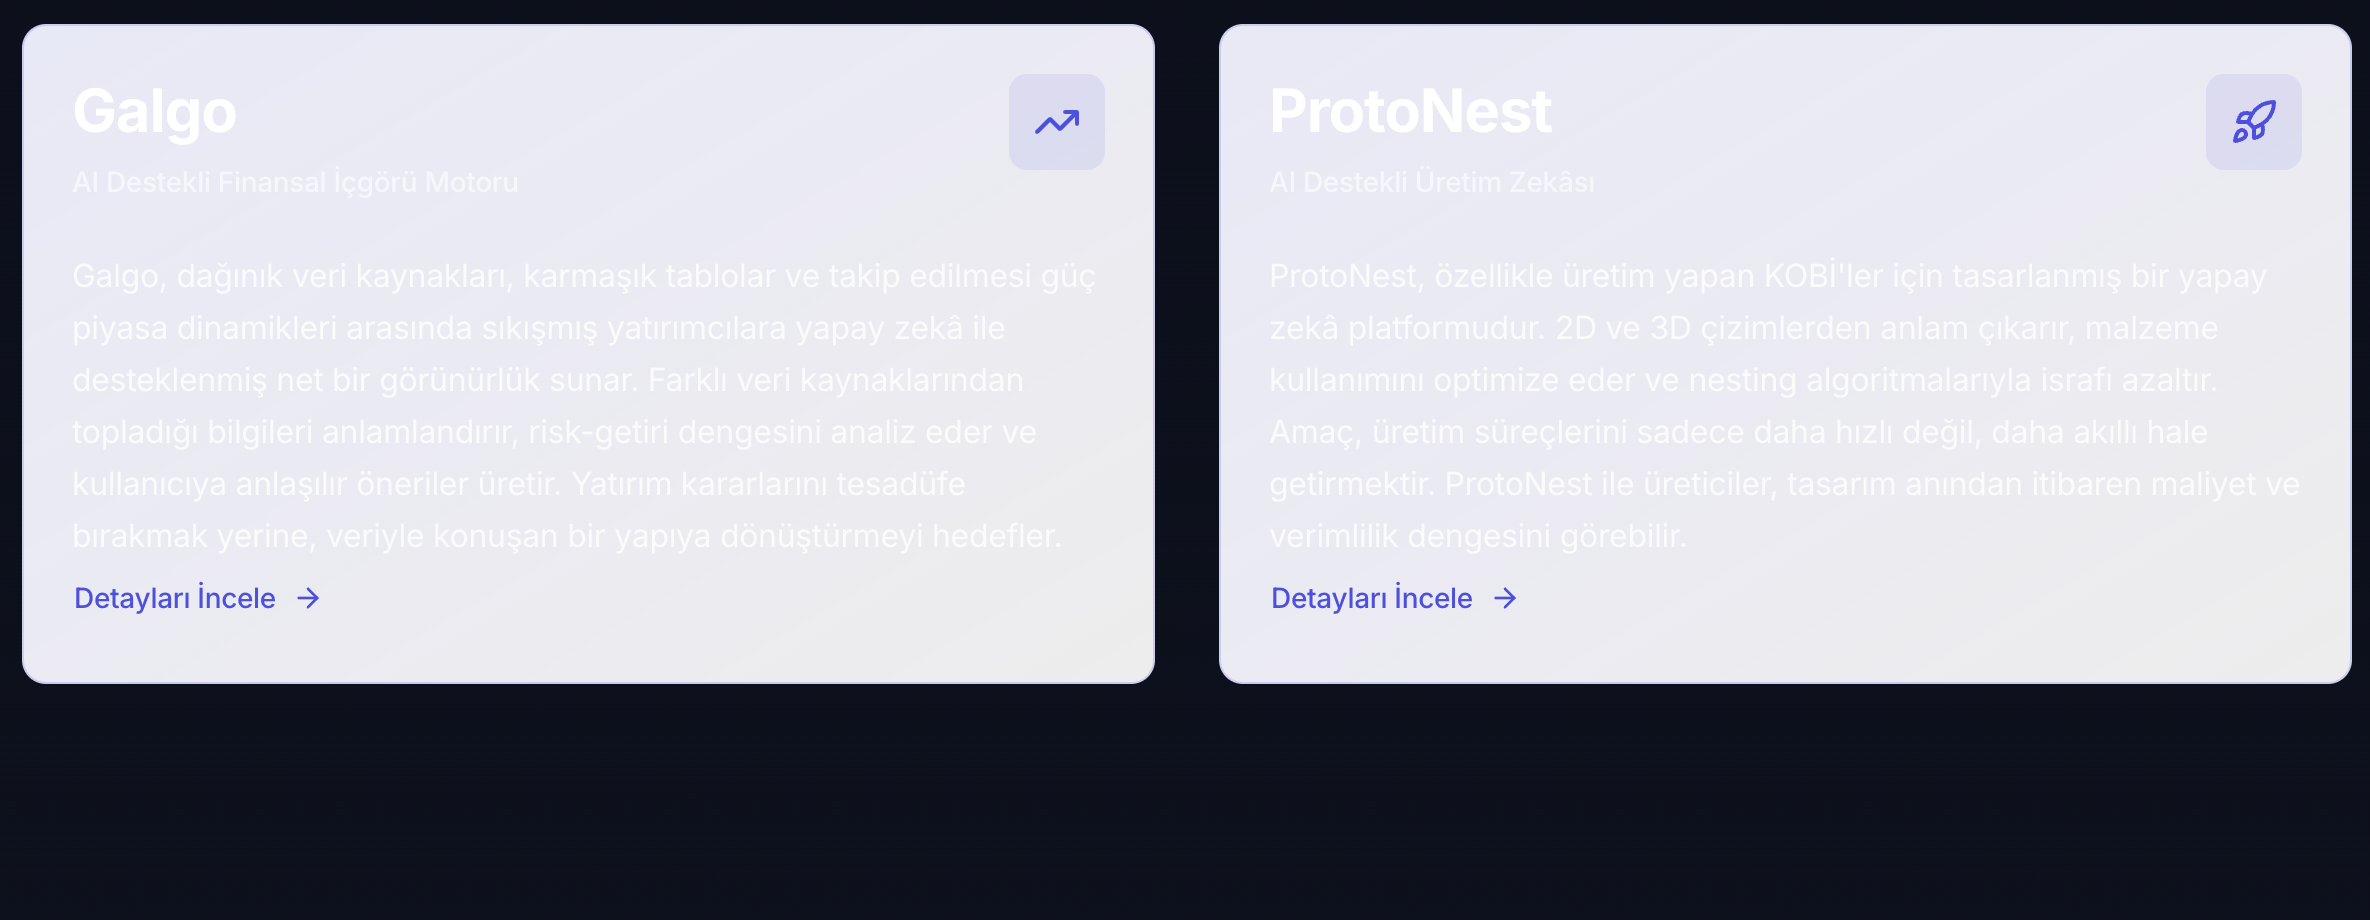 Galgo
AI Destekli Finansal İçgörü Motoru
Galgo, dağınık veri kaynakları, karmaşık tablolar ve takip edilmesi güç
piyasa dinamikleri arasında sıkışmış yatırımcılara yapay zekâ ile
desteklenmiş net bir görünürlük sunar. Farklı veri kaynaklarından
topladığı bilgileri anlamlandırır, risk-getiri dengesini analiz eder ve
kullanıcıya anlaşılır öneriler üretir. Yatırım kararlarını tesadüfe
bırakmak yerine, veriyle konuşan bir yapıya dönüştürmeyi hedefler.
Detayları İncele
ProtoNest
AI Destekli Üretim Zekâsı
ProtoNest, özellikle üretim yapan KOBİ'ler için tasarlanmış bir yapay
zekâ platformudur. 2D ve 3D çizimlerden anlam çıkarır, malzeme
kullanımını optimize eder ve nesting algoritmalarıyla israfı azaltır.
Amaç, üretim süreçlerini sadece daha hızlı değil, daha akıllı hale
getirmektir. ProtoNest ile üreticiler, tasarım anından itibaren maliyet ve
verimlilik dengesini görebilir.
Detayları İncele